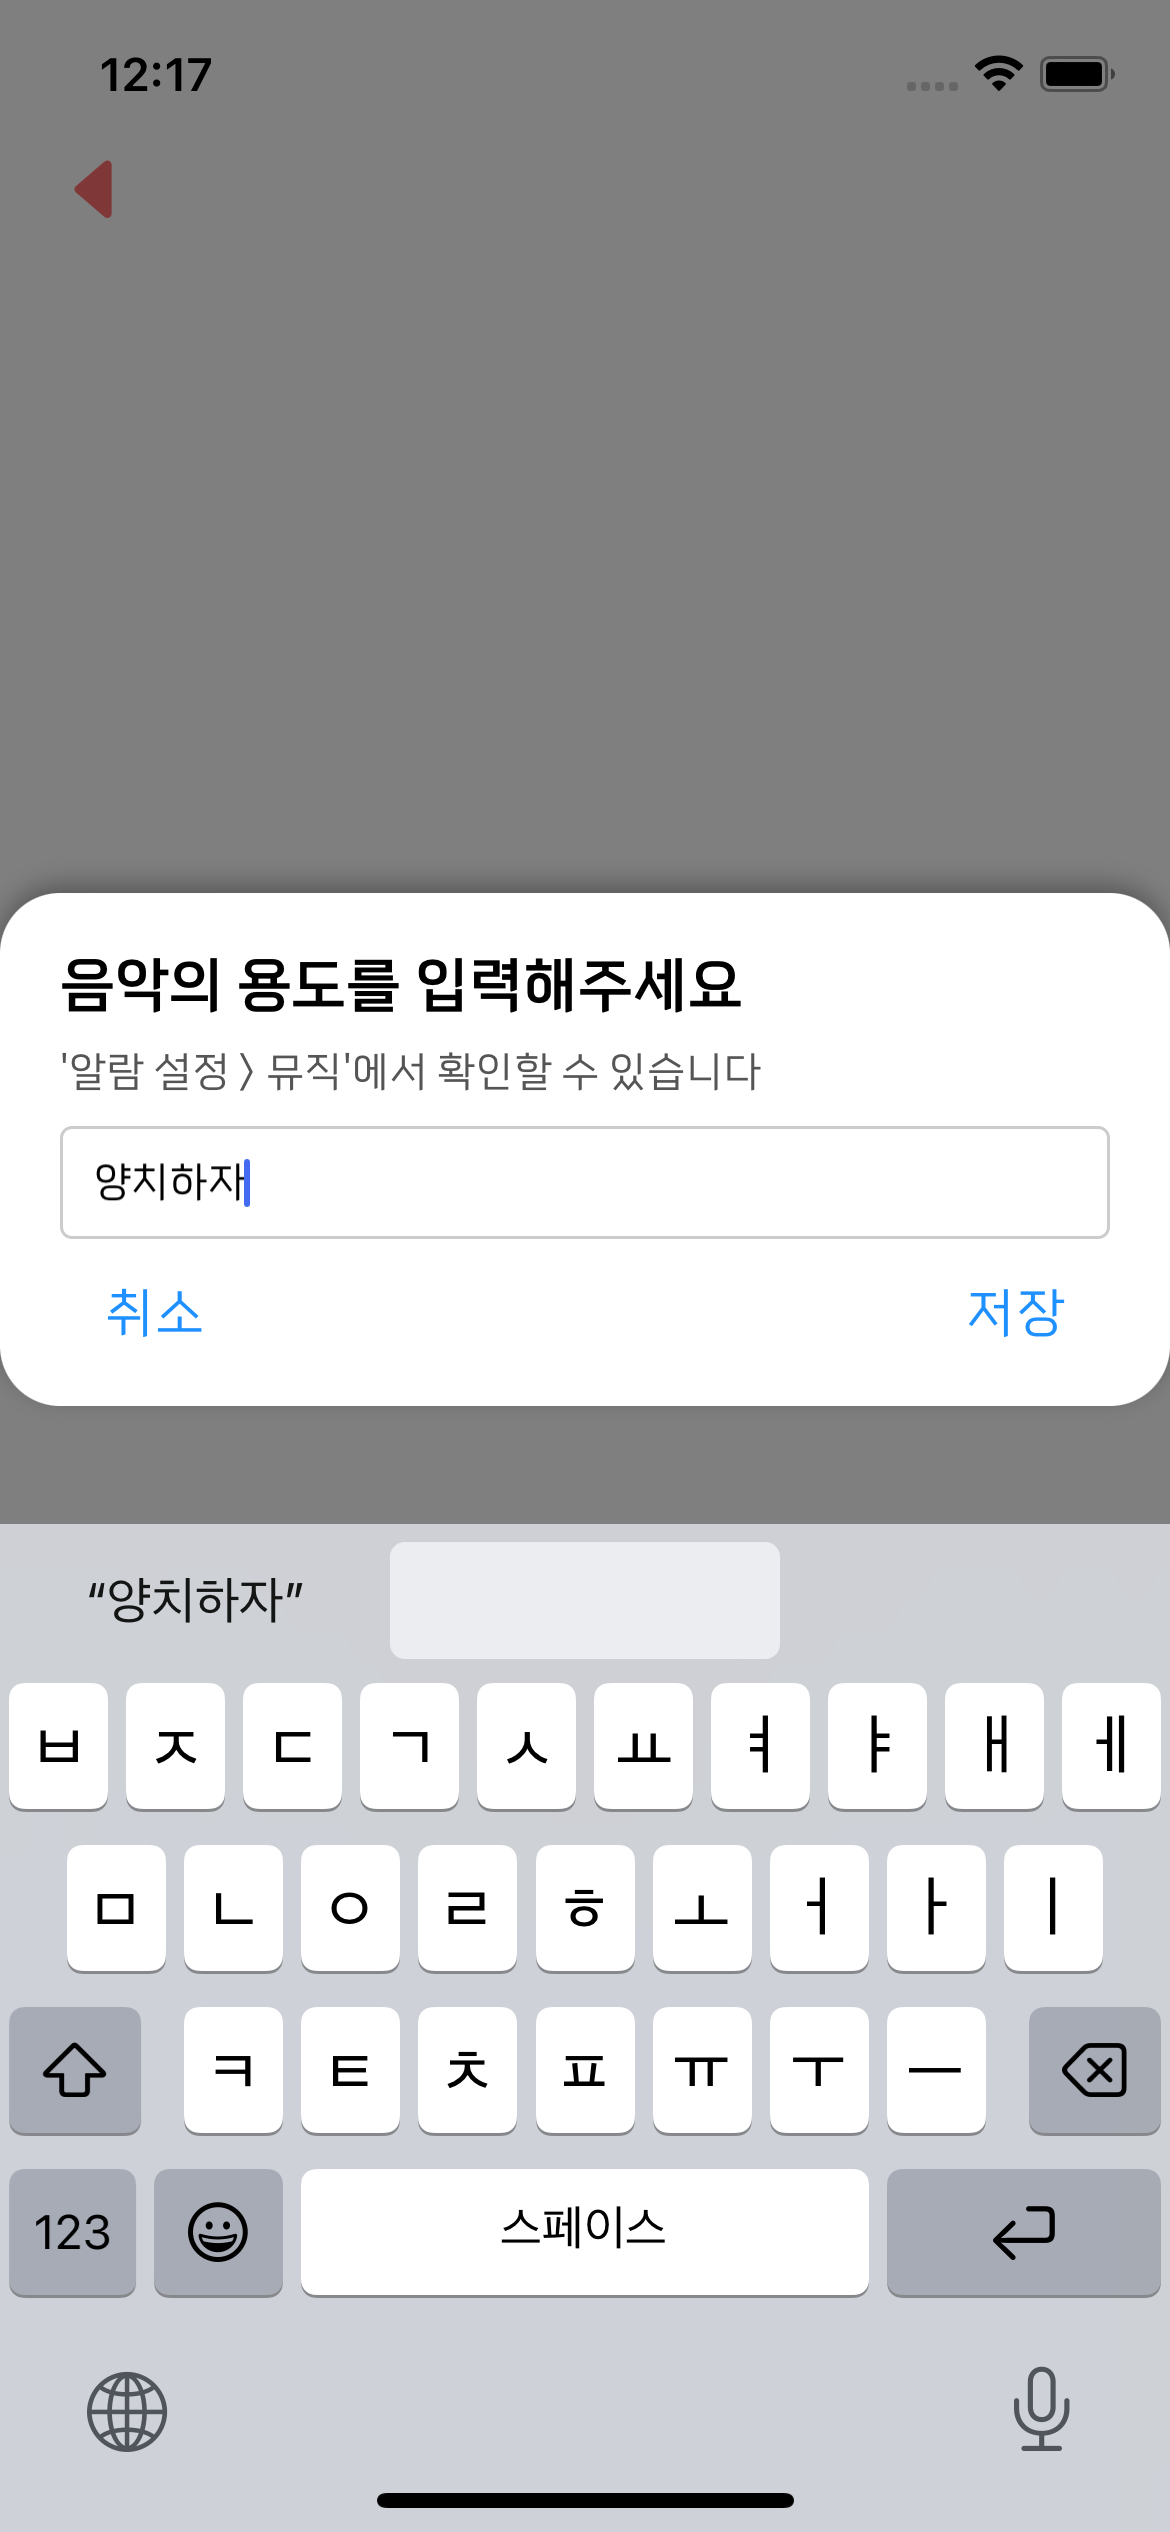 12:17
음악의 용도를 입력해주세요
'알람 설정 > 뮤직'에서 확인할 수 있습니다
양치하자
취소 저장
“양치하자”
ㅂ ㅈ ㄷ ㄱ ㅅ ㅛ ㅕ ㅑ ㅐ ㅔ
ㅁ ㄴ ㅇ ㄹ ㅎ ㅗ ㅓ ㅏ ㅣ
ㅋ ㅌ ㅊ ㅍ ㅠ ㅜ ㅡ
123 스페이스